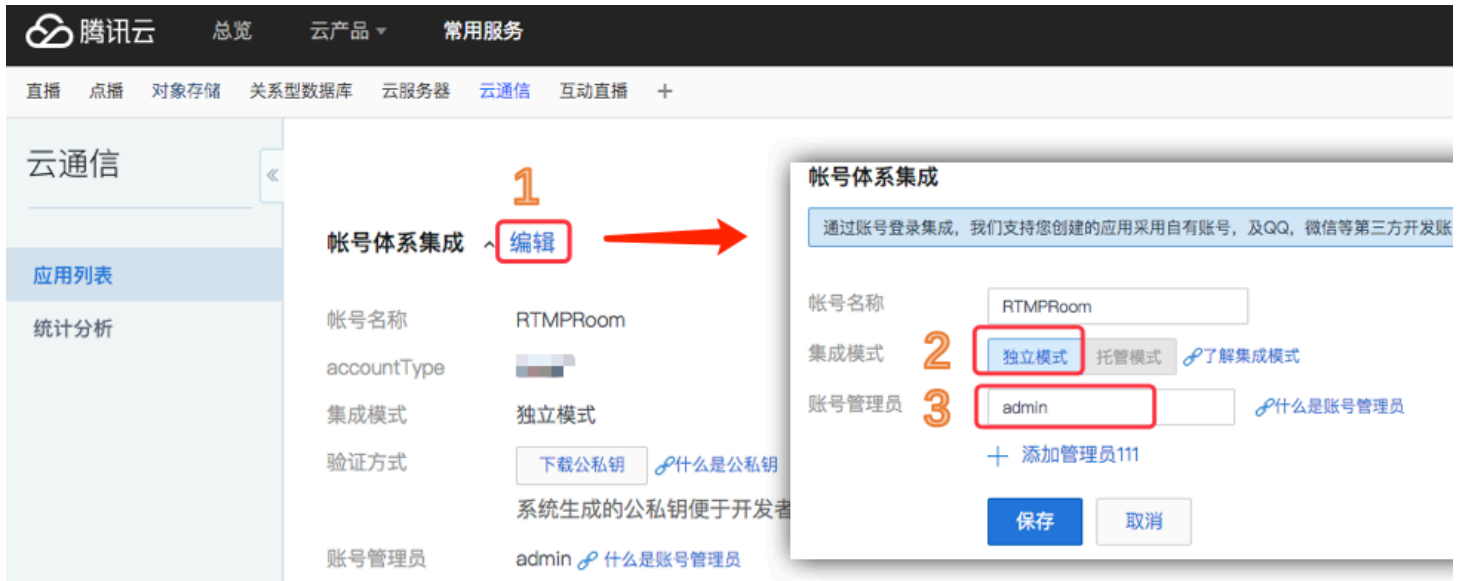 腾讯云 总览 云产品 常用服务
直播 点播 对象存储 关系型数据库 云服务器 云通信 互动直播 +
云通信
应用列表
统计分析
1
帐号体系集成 编辑
帐号名称 RTMPRoom
accountType
集成模式 独立模式
验证方式 下载公私钥 什么是公私钥
系统生成的公私钥便于开发者
账号管理员 admin 什么是账号管理员
帐号体系集成
通过账号登录集成，我们支持您创建的应用采用自有账号，及QQ，微信等第三方开发账
帐号名称 RTMPRoom
集成模式 2 独立模式 托管模式 了解集成模式
账号管理员 3 admin 什么是账号管理员
+ 添加管理员111
保存 取消